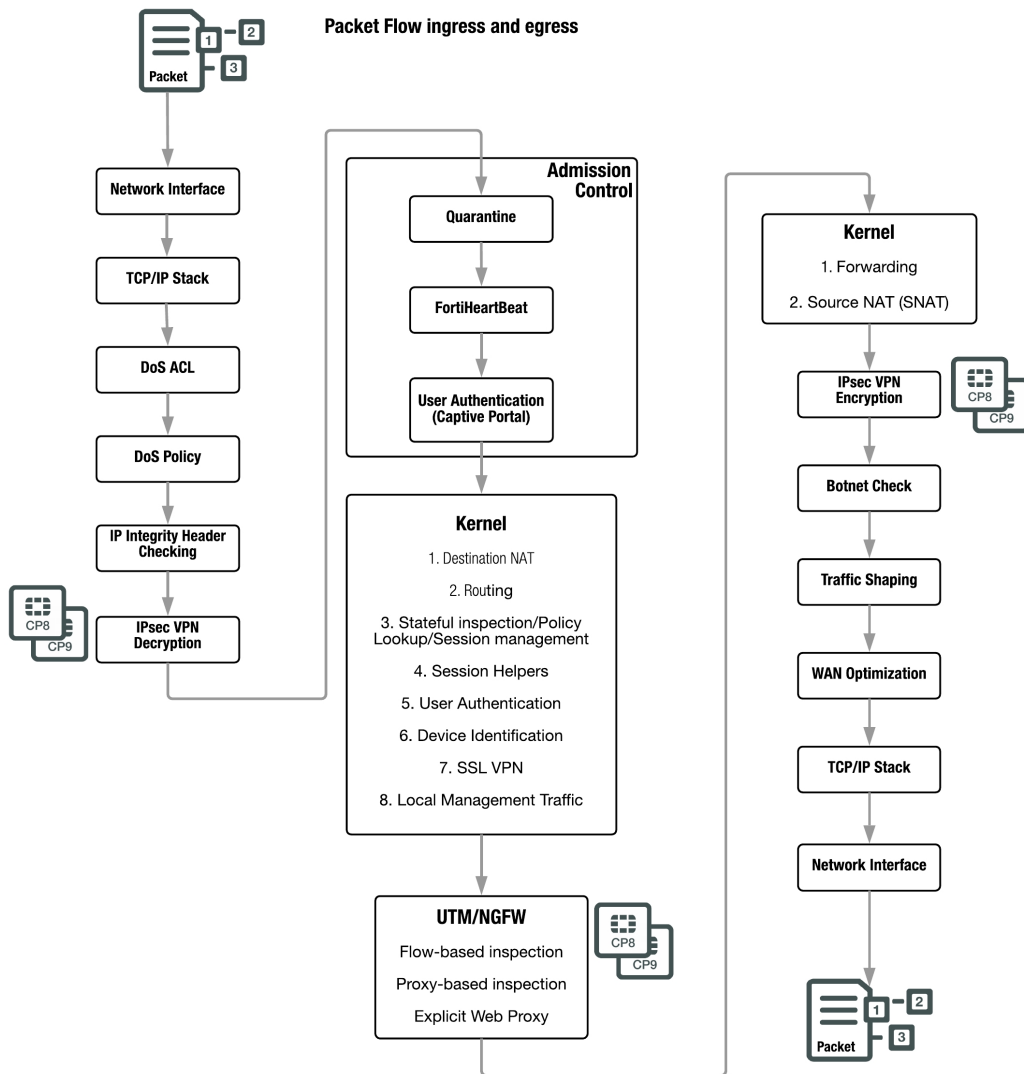 Packet Flow ingress and egress
1
2
3
Packet
Network Interface
TCP/IP Stack
DoS ACL
DoS Policy
IP Integrity Header
Checking
IPsec VPN
Decryption
CP8
CP9
Admission
Control
Quarantine
FortiHeartBeat
User Authentication
(Captive Portal)
Kernel
1. Destination NAT
2. Routing
3. Stateful inspection/Policy
Lookup/Session management
4. Session Helpers
5. User Authentication
6. Device Identification
7. SSL VPN
8. Local Management Traffic
UTM/NGFW
Flow-based inspection
Proxy-based inspection
Explicit Web Proxy
CP8
CP9
Kernel
1. Forwarding
2. Source NAT (SNAT)
IPsec VPN
Encryption
CP8
CP9
Botnet Check
Traffic Shaping
WAN Optimization
TCP/IP Stack
Network Interface
1
2
3
Packet